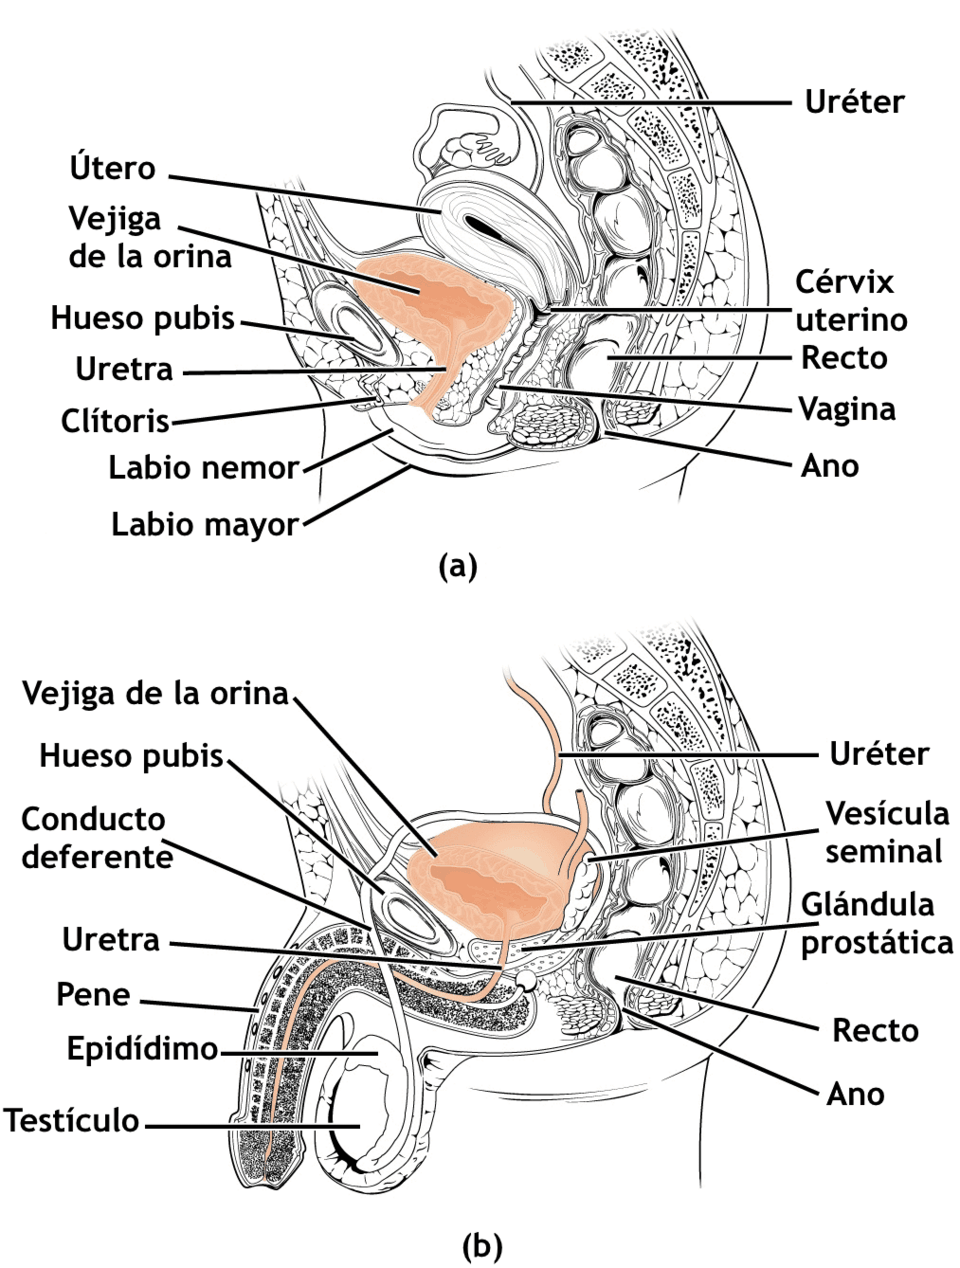 Uréter
Útero
Vejiga
de la orina
Cérvix
uterino
Hueso pubis
Recto
Uretra
Vagina
Clítoris
Ano
Labio nemor
Labio mayor
(a)
Vejiga de la orina
Hueso pubis
Uréter
Conducto
deferente
Vesícula
seminal
Glándula
prostática
Uretra
Pene
Recto
Epidídimo
Ano
Testículo
(b)